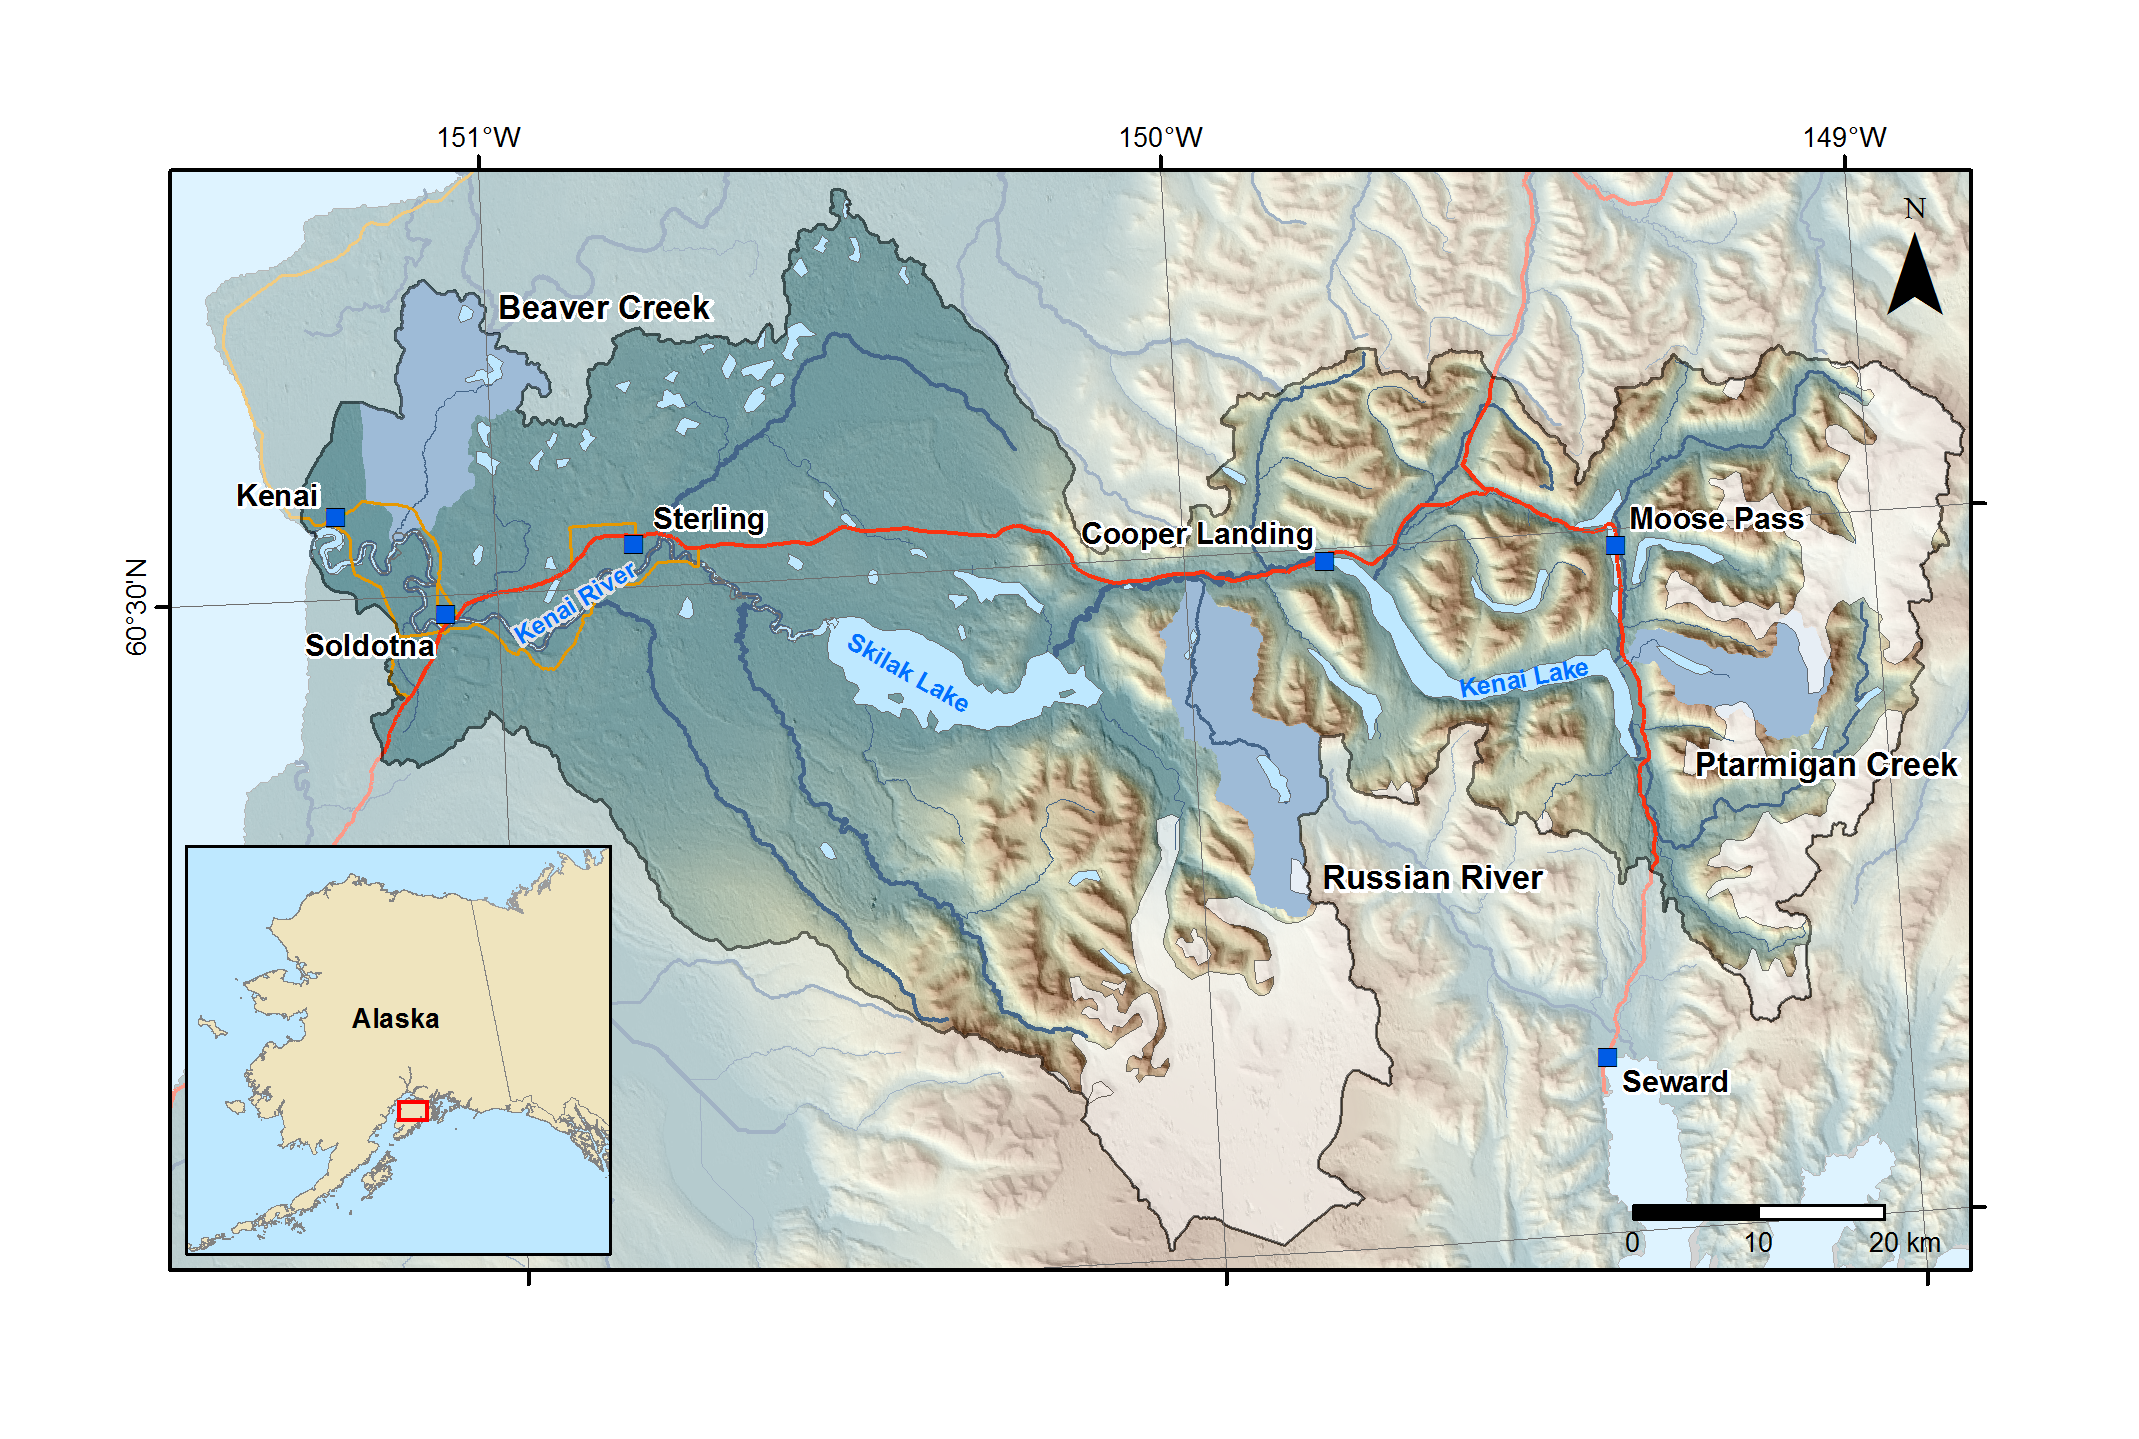 151°W
150°W
149°W
N
Beaver Creek
Kenai
Sterling
Moose Pass
Cooper Landing
60°30'N
Kenai River
Soldotna
Skilak Lake
Kenai Lake
Ptarmigan Creek
Russian River
Alaska
Seward
0 10 20 km